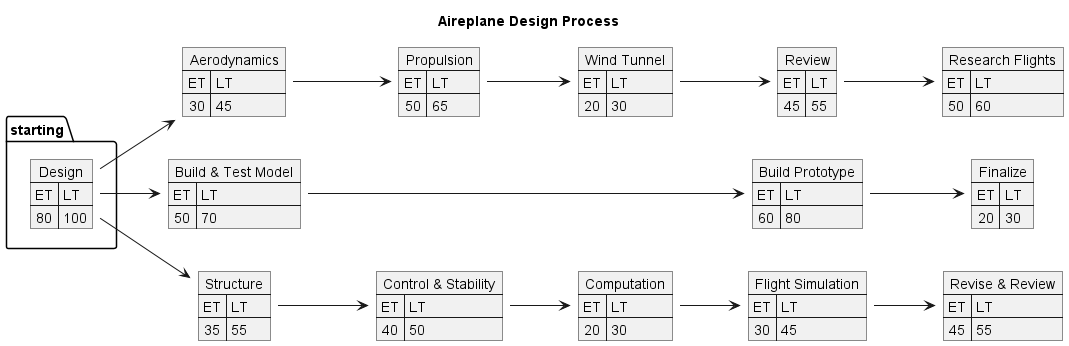 Aireplane Design Process
Aerodynamics
ET LT
30 45
Propulsion
ET LT
50 65
Wind Tunnel
ET LT
20 30
Review
ET LT
45 55
Research Flights
ET LT
50 60
starting
Design
ET LT
80 100
Build & Test Model
ET LT
50 70
Build Prototype
ET LT
60 80
Finalize
ET LT
20 30
Structure
ET LT
35 55
Control & Stability
ET LT
40 50
Computation
ET LT
20 30
Flight Simulation
ET LT
30 45
Revise & Review
ET LT
45 55